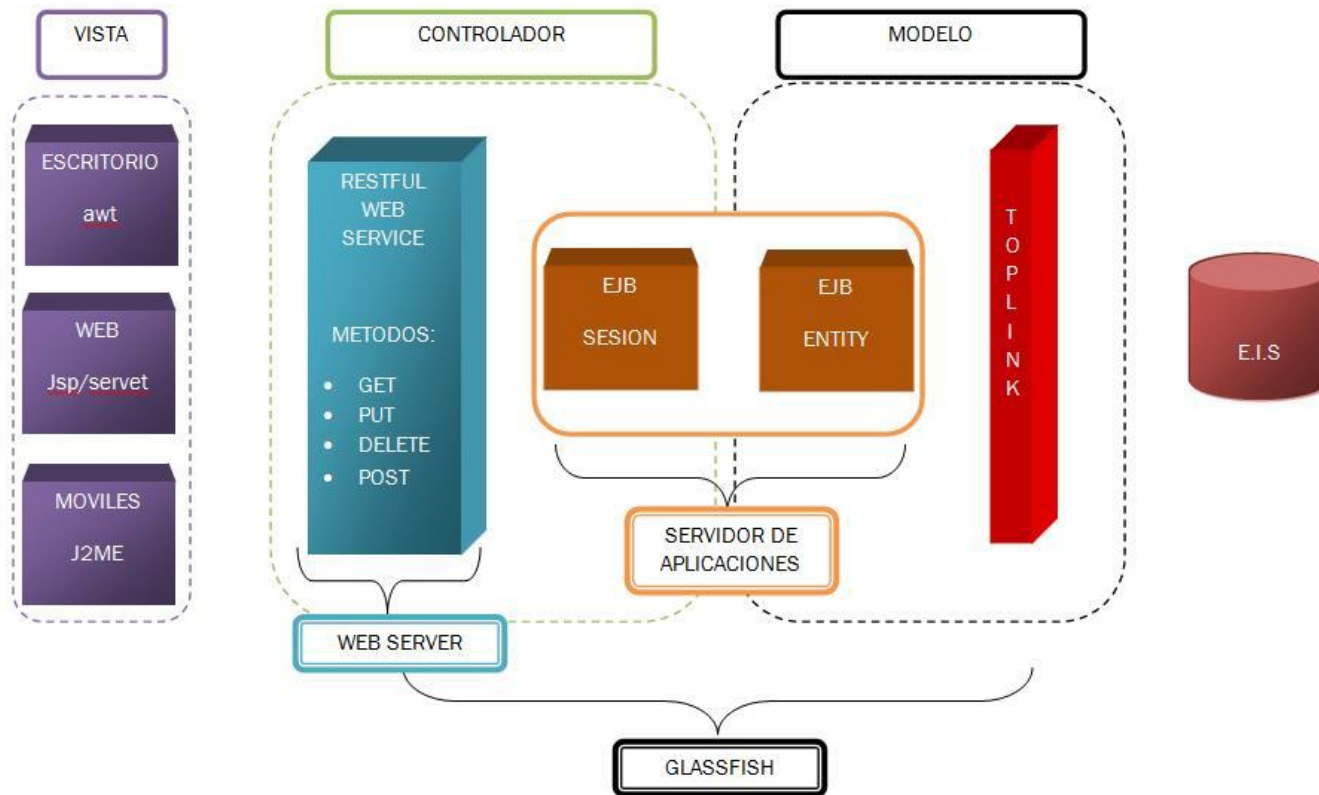 VISTA
CONTROLADOR
MODELO
ESCRITORIO
awt
WEB
Jsp/servet
MOVILES
J2ME
RESTFUL
WEB
SERVICE
METODOS:
• GET
• PUT
• DELETE
• POST
EJB
SESION
EJB
ENTITY
T
O
P
L
I
N
K
E.I.S
SERVIDOR DE
APLICACIONES
WEB SERVER
GLASSFISH